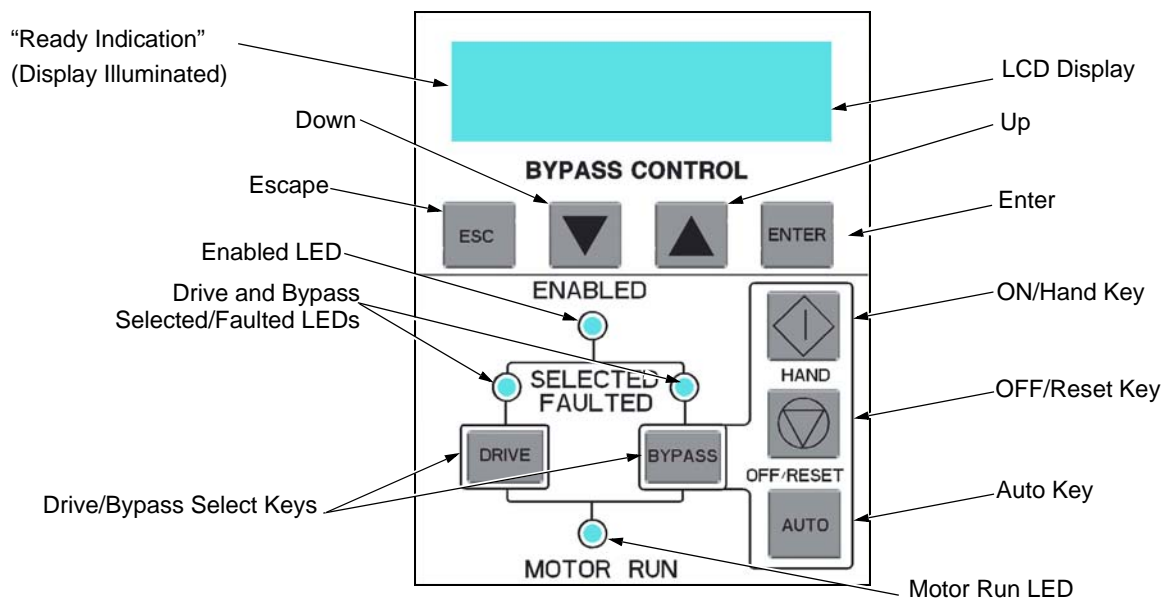 “Ready Indication”
(Display Illuminated)
LCD Display
Down
Up
BYPASS CONTROL
Escape
Enter
ESC
ENTER
Enabled LED
ENABLED
Drive and Bypass
Selected/Faulted LEDs
ON/Hand Key
SELECTED
FAULTED
HAND
OFF/Reset Key
DRIVE
BYPASS
OFF/RESET
Drive/Bypass Select Keys
Auto Key
AUTO
MOTOR RUN
Motor Run LED